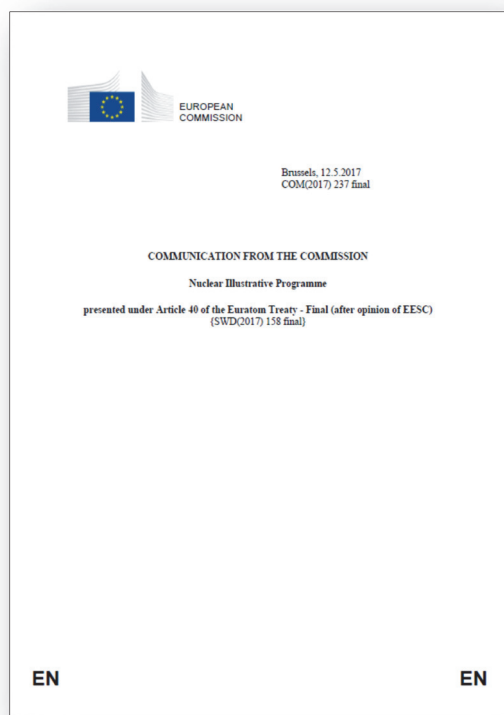 EUROPEAN
COMMISSION
Brussels, 12.5.2017
COM(2017) 237 final
COMMUNICATION FROM THE COMMISSION
Nuclear Illustrative Programme
presented under Article 40 of the Euratom Treaty - Final (after opinion of EESC)
{SWD(2017) 158 final}
EN EN